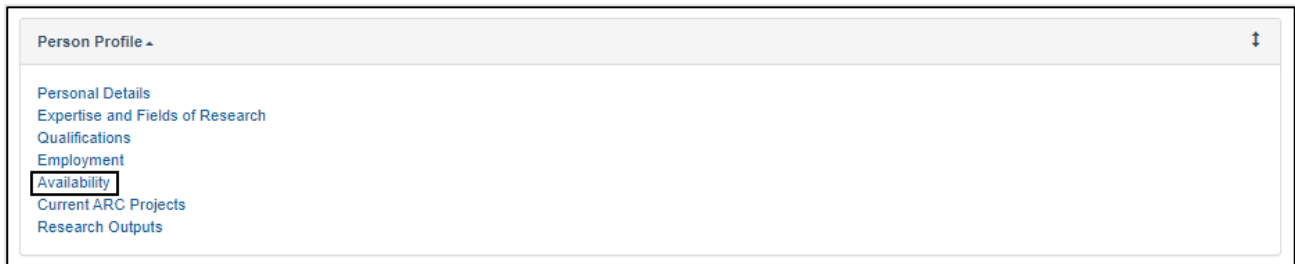 Person Profile
Personal Details
Expertise and Fields of Research
Qualifications
Employment
Availability
Current ARC Projects
Research Outputs